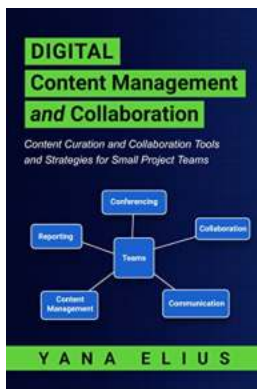 DIGITAL
Content Management
and Collaboration
Content Curation and Collaboration Tools
and Strategies for Small Project Teams
Conferencing
Reporting
Collaboration
Teams
Content
Management
Communication
YANA ELIUS